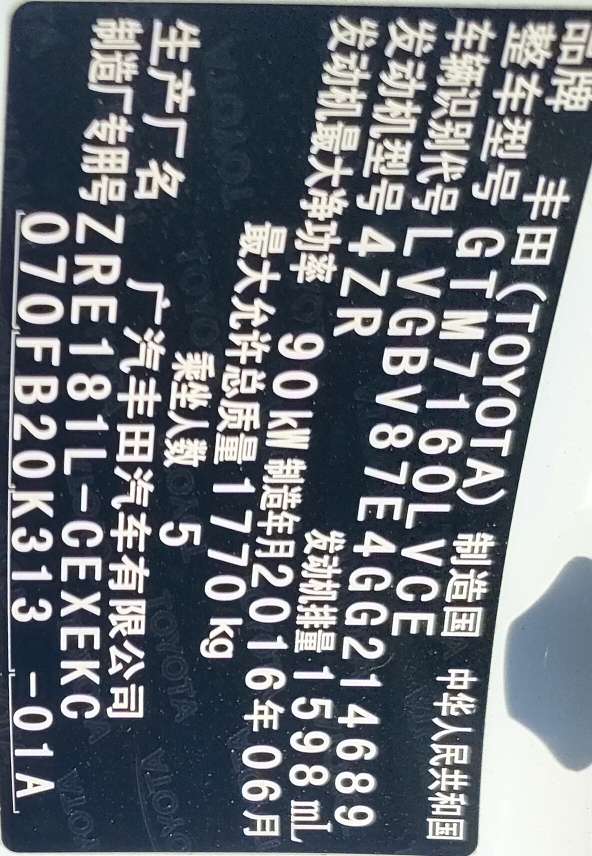 品牌 丰田(TOYOTA) 制造国 中华人民共和国
整车型号 GTM7160LVCE
车辆识别代号 LVGBV87E4GG214689
发动机型号 4ZR 发动机排量 1598 mL
发动机最大净功率 90kW 制造年月 2016年06月
最大允许总质量 1770kg
乘坐人数 5
生产厂名 广汽丰田汽车有限公司
制造厂专用号 ZRE181L-GEXEKC
070FB20K313 -01A